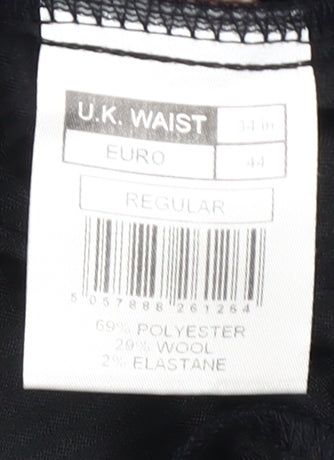 U.K. WAIST 34 in
EURO 44
REGULAR
5 057888 261264
69% POLYESTER
29% WOOL
2% ELASTANE